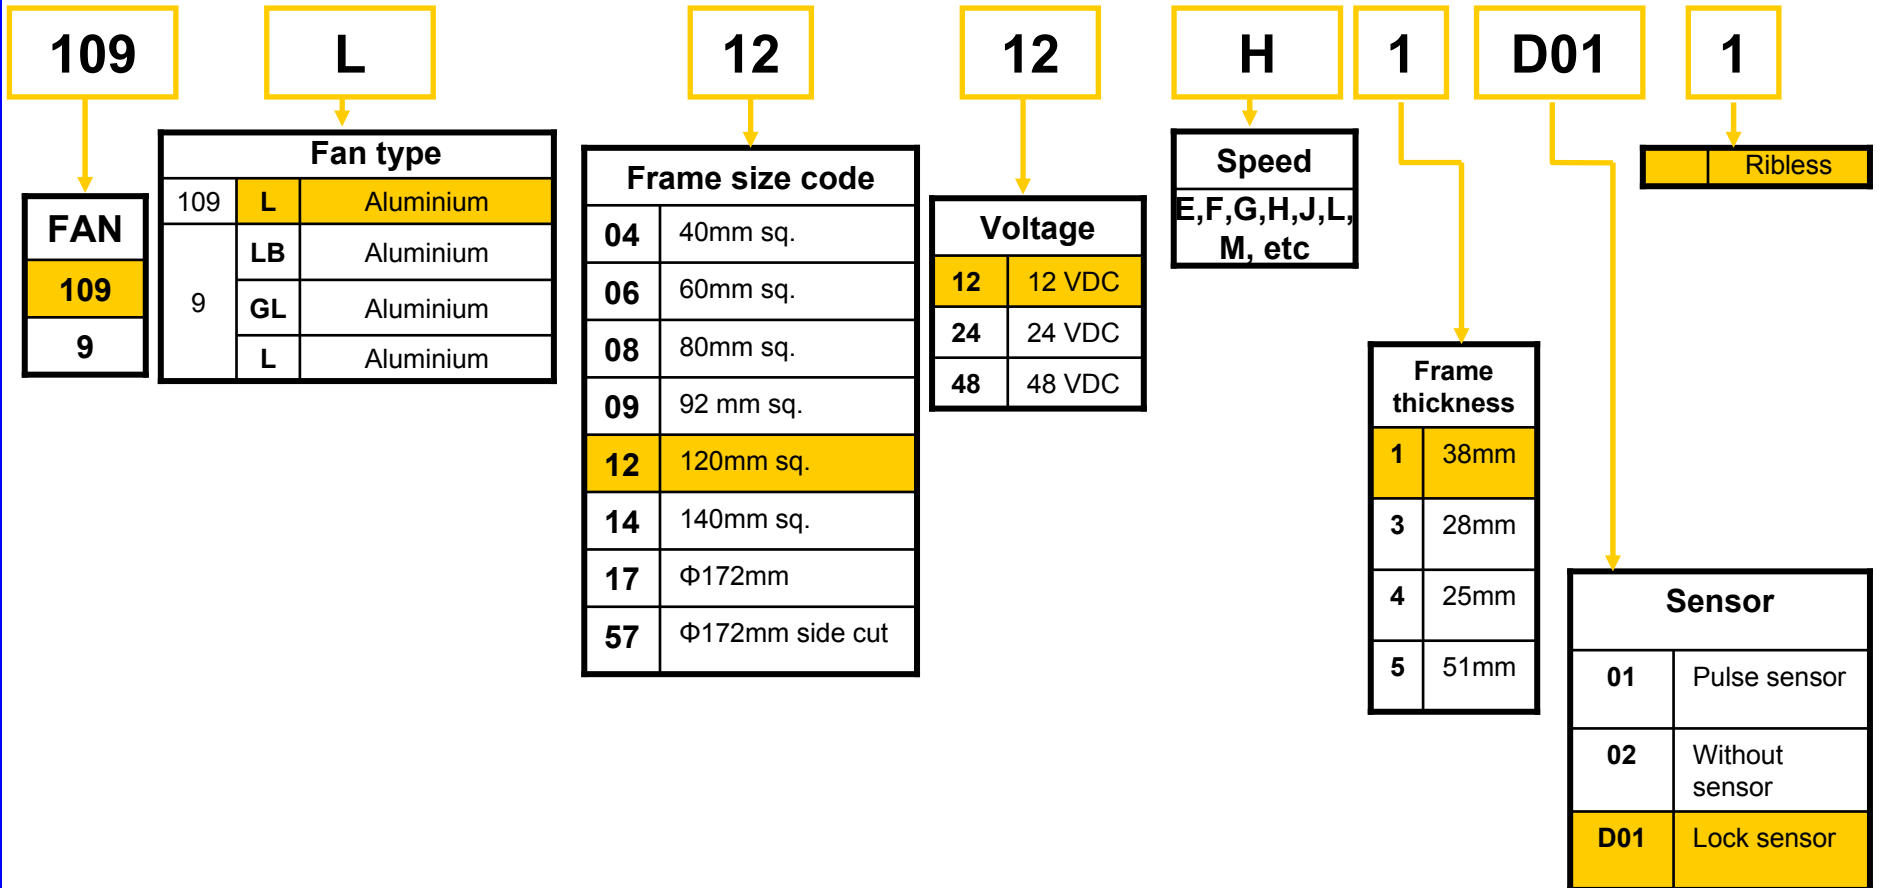 109 L 12 12 H 1 D01 1
FAN
109
9
Fan type
109 L Aluminium
9
LB Aluminium
GL Aluminium
L Aluminium
Frame size code
04 40mm sq.
06 60mm sq.
08 80mm sq.
09 92 mm sq.
12 120mm sq.
14 140mm sq.
17 Φ172mm
57 Φ172mm side cut
Voltage
12 12 VDC
24 24 VDC
48 48 VDC
Speed
E,F,G,H,J,L,
M, etc
Frame
thickness
1 38mm
3 28mm
4 25mm
5 51mm
Sensor
01 Pulse sensor
02 Without
sensor
D01 Lock sensor
Ribless